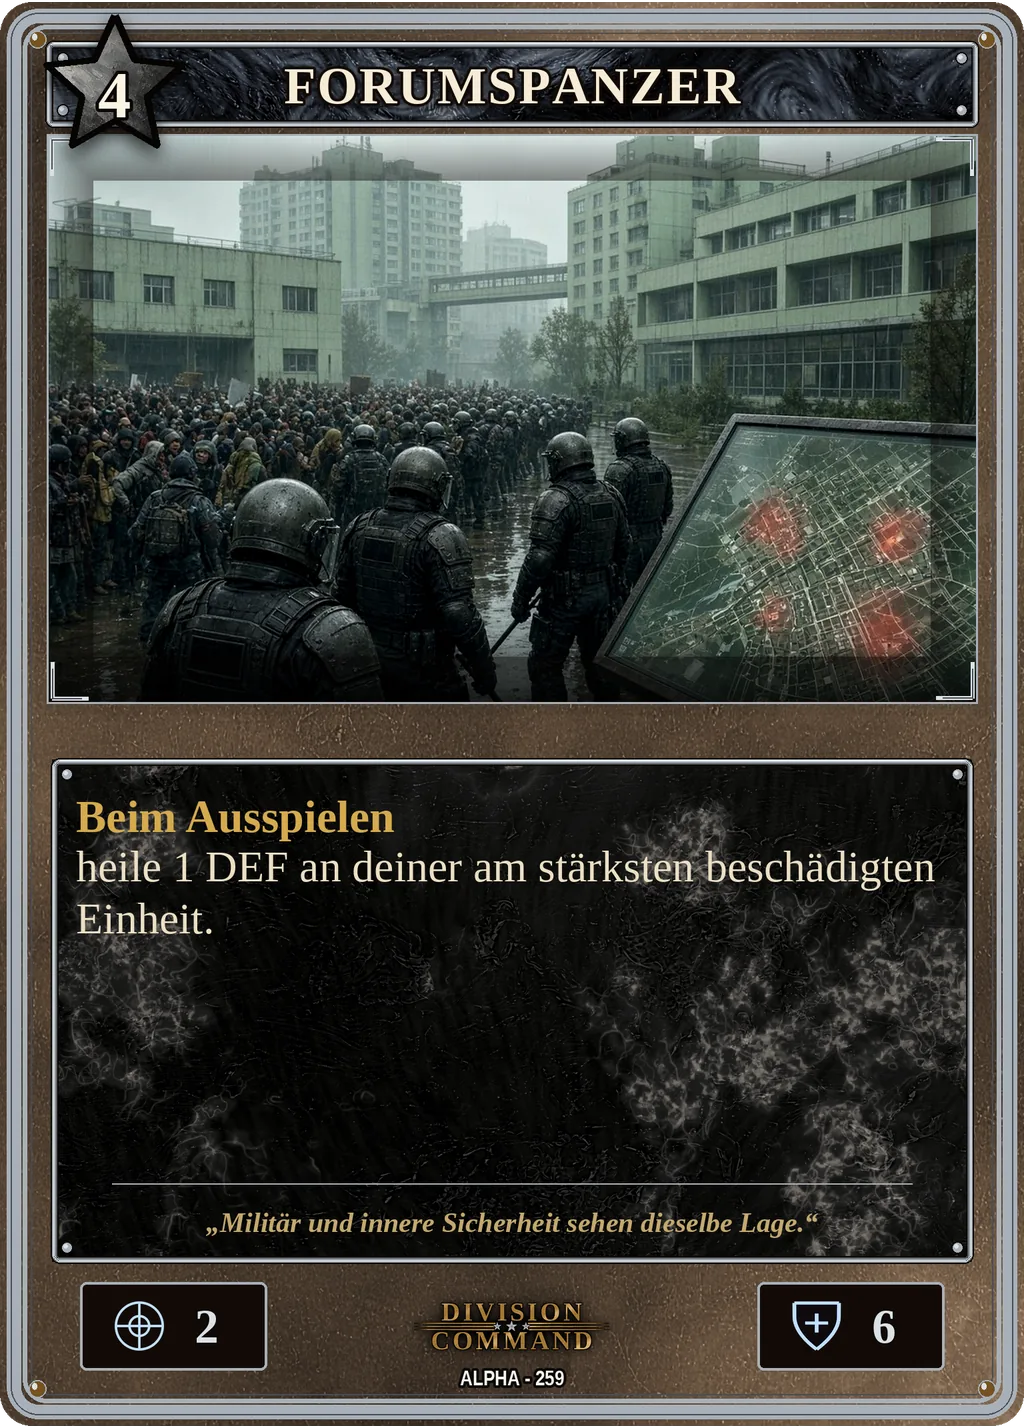 4
FORUMSPANZER
Beim Ausspielen
heile 1 DEF an deiner am stärksten beschädigten
Einheit.
„Militär und innere Sicherheit sehen dieselbe Lage.“
2
DIVISION
COMMAND
6
ALPHA - 259